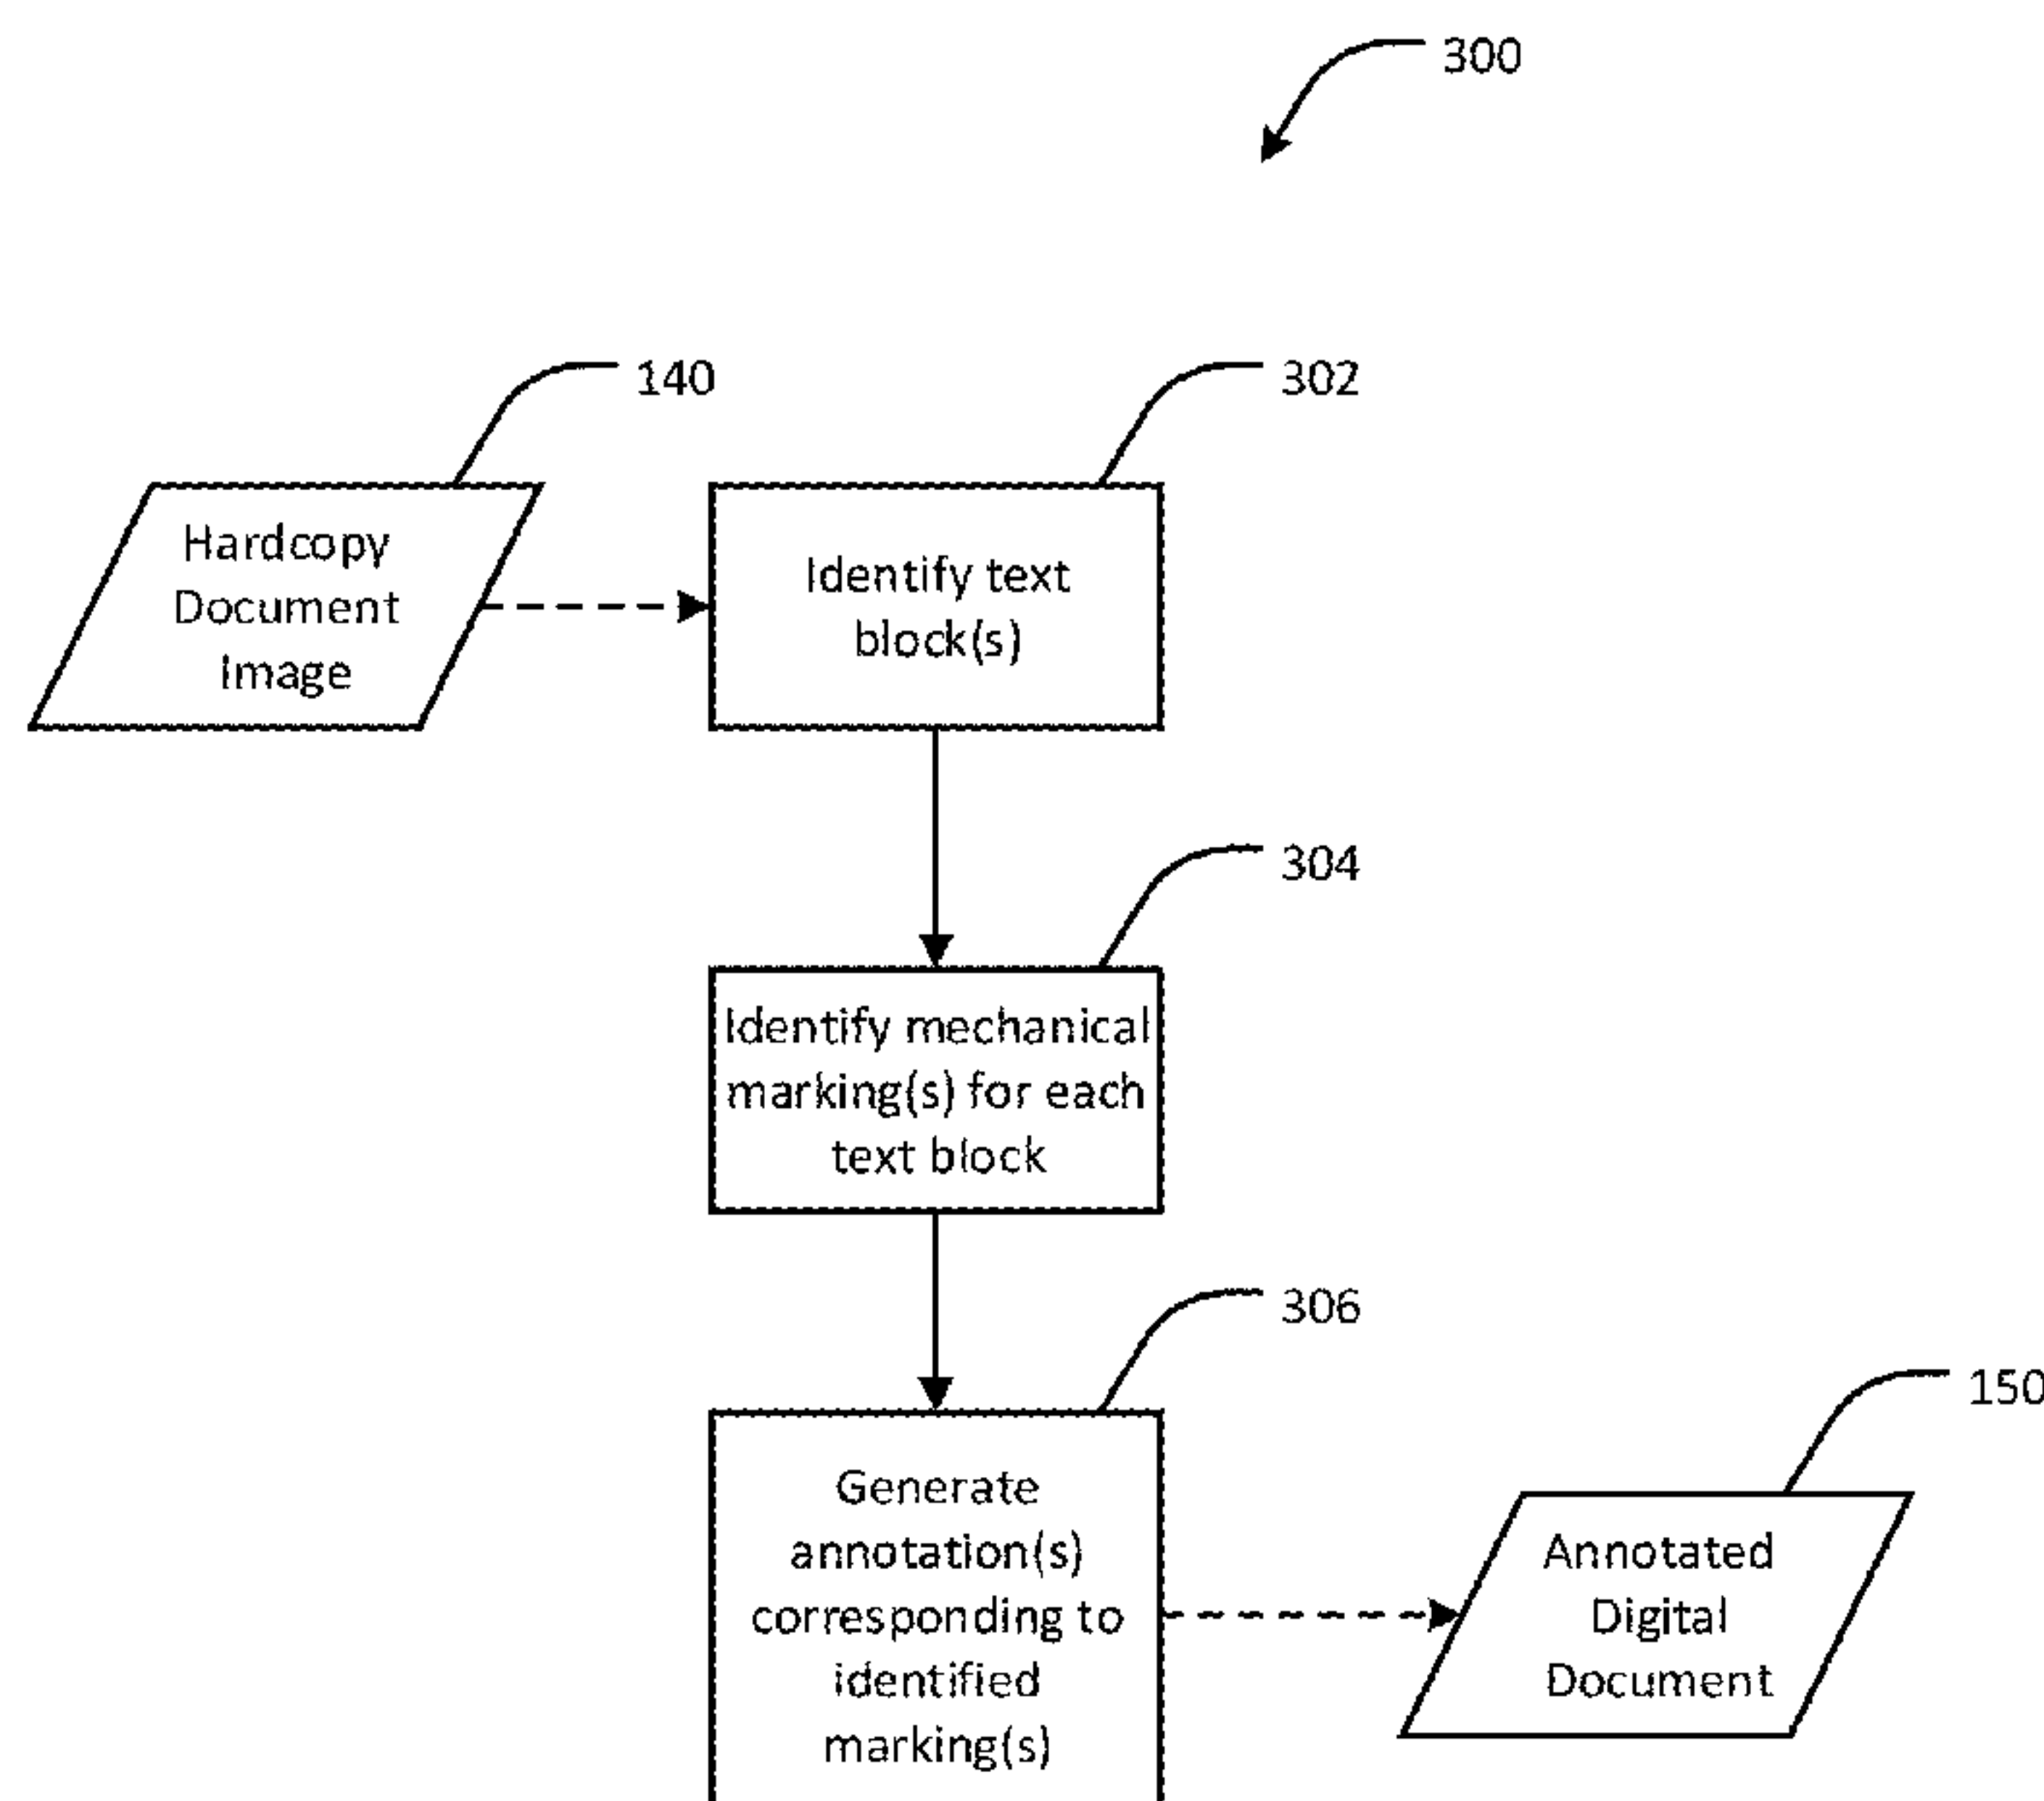 300
140
302
Hardcopy
Document
Image
Identify text
block(s)
304
Identify mechanical
marking(s) for each
text block
306
150
Generate
annotation(s)
corresponding to
identified
marking(s)
Annotated
Digital
Document